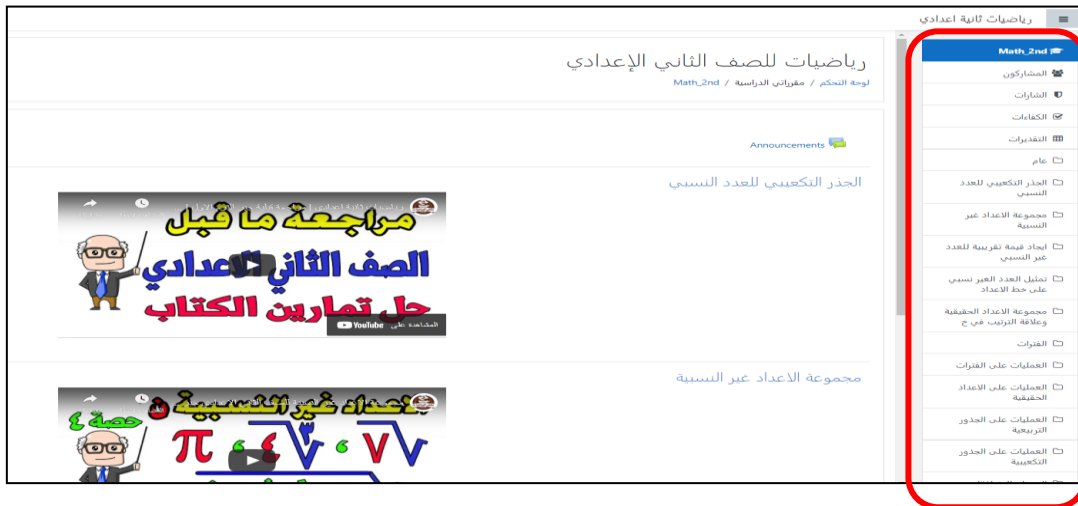 رياضيات ثانية اعدادي
Math_2nd
المشاركون
الشارات
الكفاءات
التقديرات
عام
الجذر التكعيبي للعدد
النسبي
مجموعة الاعداد غير
النسبية
ايجاد قيمة تقريبية للعدد
غير النسبي
تمثيل العدد الغير نسبي
على خط الاعداد
مجموعة الاعداد الحقيقية
وعلاقة الترتيب في ح
الفترات
العمليات على الفترات
العمليات على الاعداد
الحقيقية
العمليات على الجذور
التربيعية
العمليات على الجذور
التكعيبية
رياضيات للصف الثاني الإعدادي
لوحة التحكم / مقرراتي الدراسية / Math_2nd
Announcements
الجذر التكعيبي للعدد النسبي
مراجعة ما قبل
الصف الثاني الاعدادي
حل تمارين الكتاب
المشاهدة على YouTube
مجموعة الاعداد غير النسبية
الاعداد غير النسبية ن
حصة ٤
π ، ∛٤ ، √٧